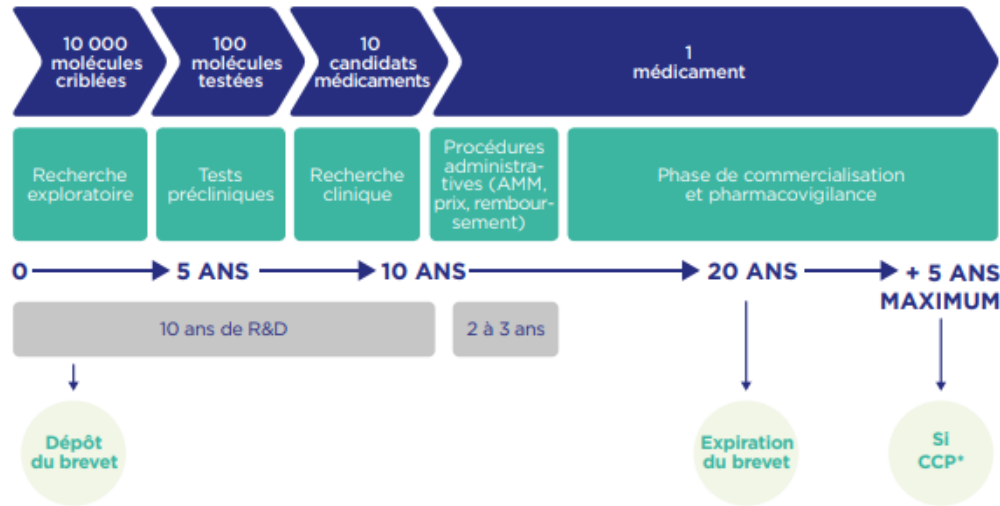 10 000
molécules
criblées
100
molécules
testées
10
candidats
médicaments
1
médicament
Recherche
exploratoire
Tests
précliniques
Recherche
clinique
Procédures
administra-
tives (AMM,
prix, rembour-
sement)
Phase de commercialisation
et pharmacovigilance
0
5 ANS
10 ANS
20 ANS
+ 5 ANS
MAXIMUM
10 ans de R&D
2 à 3 ans
Dépôt
du brevet
Expiration
du brevet
Si
CCP*